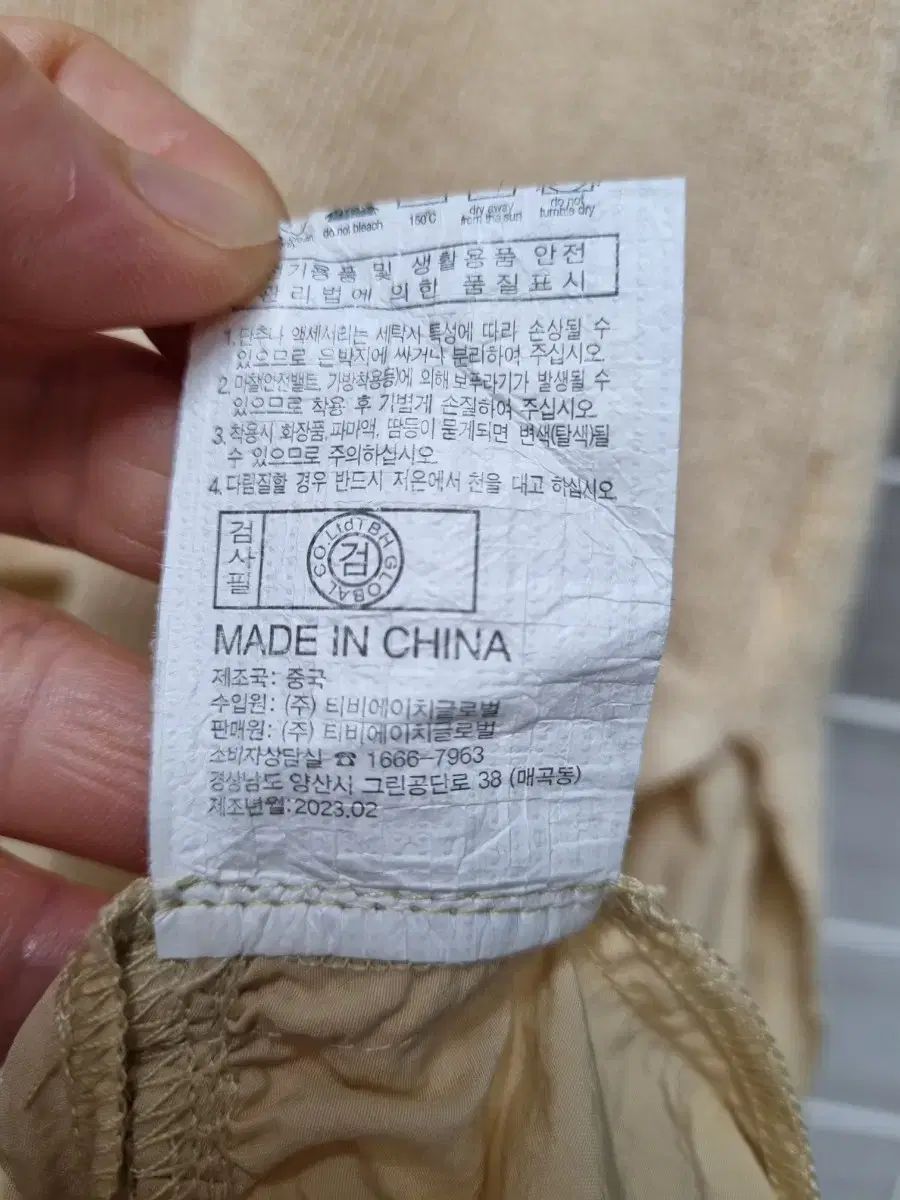 do not bleach
150℃
dry away
from the sun
do not
tumble dry
기용품 및 생활용품 안전
관리법에 의한 품질표시
1. 단추나 액세서리는 세탁시 특성에 따라 손상될 수
있으므로 은박지에 싸거나 분리하여 주십시오.
2. 마찰(안전밸트, 가방착용등)에 의해 보푸라기가 발생될 수
있으므로 착용 후 가볍게 손질하여 주십시오.
3. 착용시 화장품, 파마액, 땀등이 묻게되면 변색(탈색)될
수 있으므로 주의하십시오.
4. 다림질할 경우 반드시 저온에서 천을 대고 하십시오.
검사필
TBH GLOBAL CO.Ltd
검
MADE IN CHINA
제조국: 중국
수입원: (주) 티비에이치글로벌
판매원: (주) 티비에이치글로벌
소비자상담실 ☎ 1666-7963
경상남도 양산시 그린공단로 38 (매곡동)
제조년월:2023.02